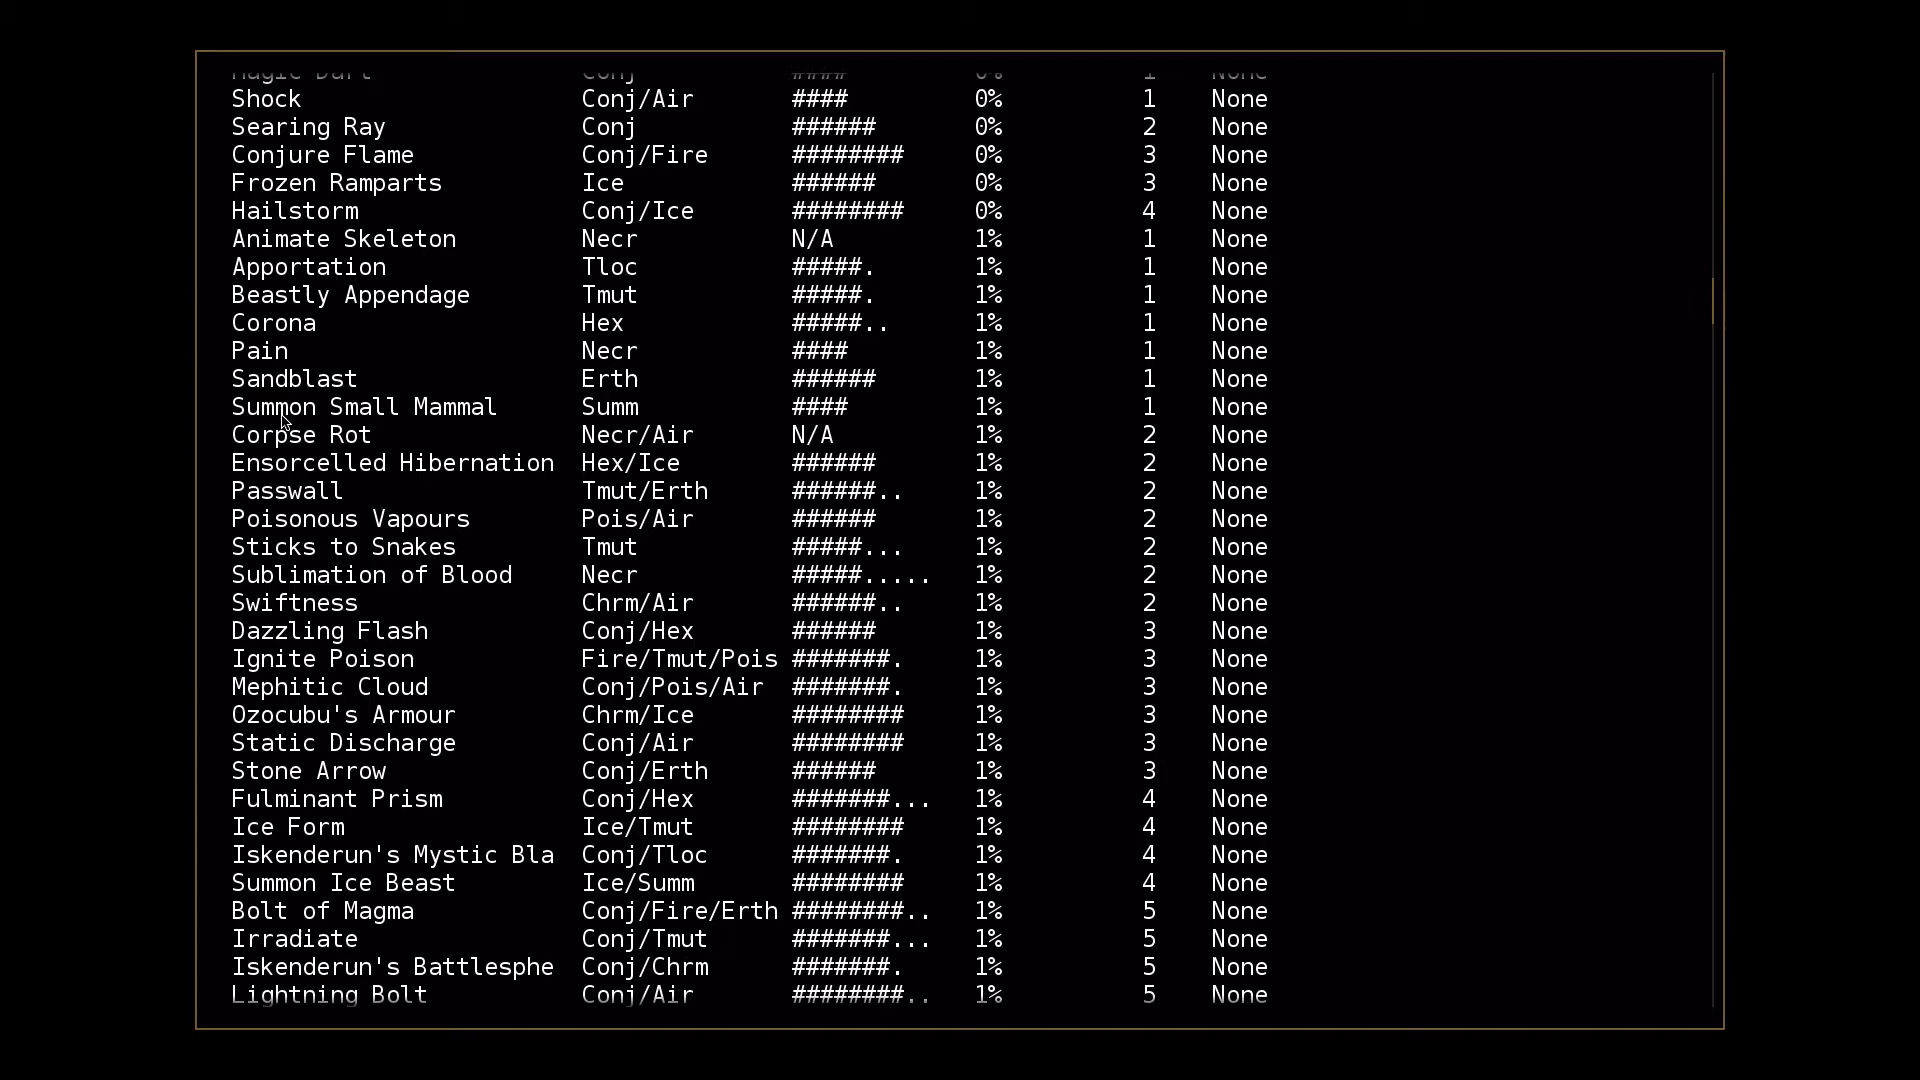 Magic Dart Conj #### 0% 1 None
Shock Conj/Air #### 0% 1 None
Searing Ray Conj ###### 0% 2 None
Conjure Flame Conj/Fire ######## 0% 3 None
Frozen Ramparts Ice ###### 0% 3 None
Hailstorm Conj/Ice ######## 0% 4 None
Animate Skeleton Necr N/A 1% 1 None
Apportation Tloc #####. 1% 1 None
Beastly Appendage Tmut #####. 1% 1 None
Corona Hex #####.. 1% 1 None
Pain Necr #### 1% 1 None
Sandblast Erth ###### 1% 1 None
Summon Small Mammal Summ #### 1% 1 None
Corpse Rot Necr/Air N/A 1% 2 None
Ensorcelled Hibernation Hex/Ice ###### 1% 2 None
Passwall Tmut/Erth ######.. 1% 2 None
Poisonous Vapours Pois/Air ###### 1% 2 None
Sticks to Snakes Tmut #####... 1% 2 None
Sublimation of Blood Necr #####..... 1% 2 None
Swiftness Chrm/Air ######.. 1% 2 None
Dazzling Flash Conj/Hex ###### 1% 3 None
Ignite Poison Fire/Tmut/Pois #######. 1% 3 None
Mephitic Cloud Conj/Pois/Air #######. 1% 3 None
Ozocubu's Armour Chrm/Ice ######## 1% 3 None
Static Discharge Conj/Air ######## 1% 3 None
Stone Arrow Conj/Erth ###### 1% 3 None
Fulminant Prism Conj/Hex #######... 1% 4 None
Ice Form Ice/Tmut ######## 1% 4 None
Iskenderun's Mystic Bla Conj/Tloc #######. 1% 4 None
Summon Ice Beast Ice/Summ ######## 1% 4 None
Bolt of Magma Conj/Fire/Erth ########.. 1% 5 None
Irradiate Conj/Tmut #######... 1% 5 None
Iskenderun's Battlesphe Conj/Chrm #######. 1% 5 None
Lightning Bolt Conj/Air ########.. 1% 5 None